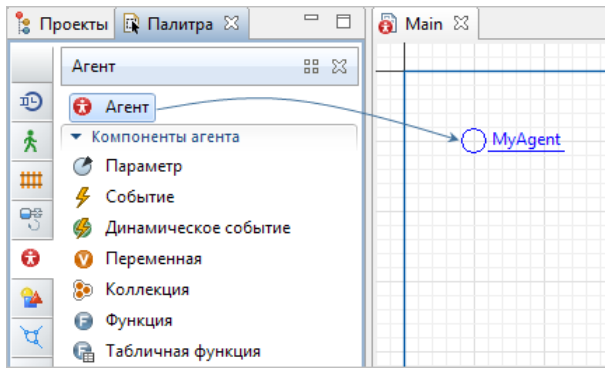 Проекты Палитра Main
Агент
Агент
Компоненты агента
Параметр
Событие
Динамическое событие
Переменная
Коллекция
Функция
Табличная функция
MyAgent